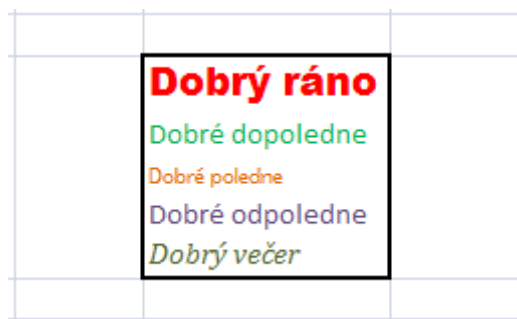 Dobrý ráno
Dobré dopoledne
Dobré poledne
Dobré odpoledne
Dobrý večer